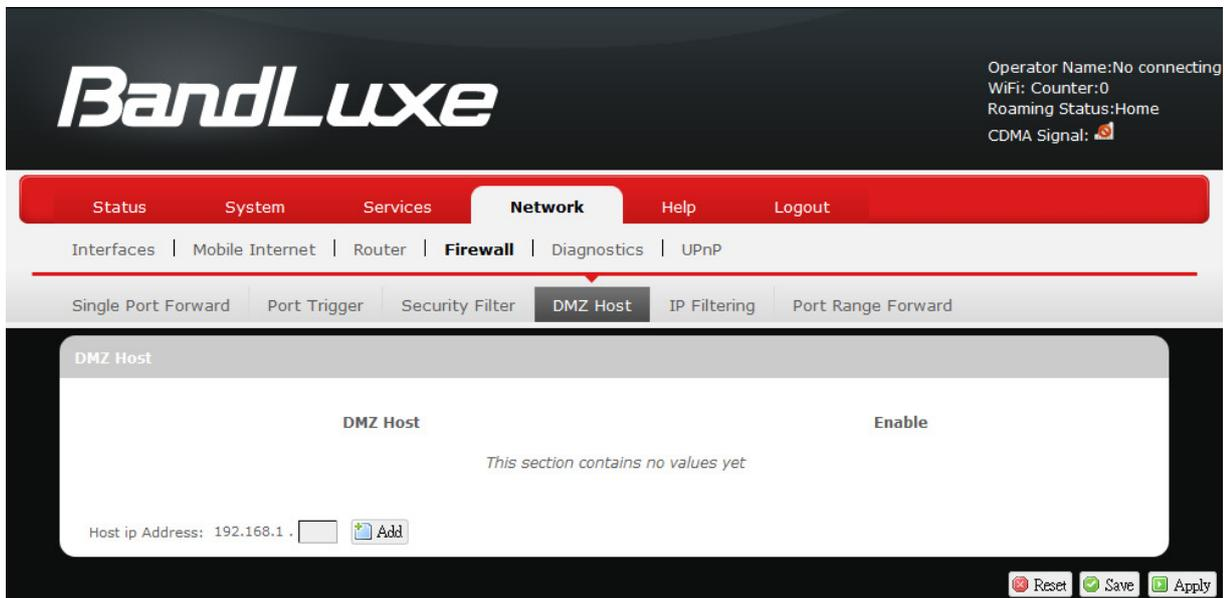 BandLuxe
Operator Name:No connecting
WiFi: Counter:0
Roaming Status:Home
CDMA Signal:
Status System Services Network Help Logout
Interfaces | Mobile Internet | Router | Firewall | Diagnostics | UPnP
Single Port Forward Port Trigger Security Filter DMZ Host IP Filtering Port Range Forward
DMZ Host
DMZ Host Enable
This section contains no values yet
Host ip Address: 192.168.1 . Add
Reset Save Apply